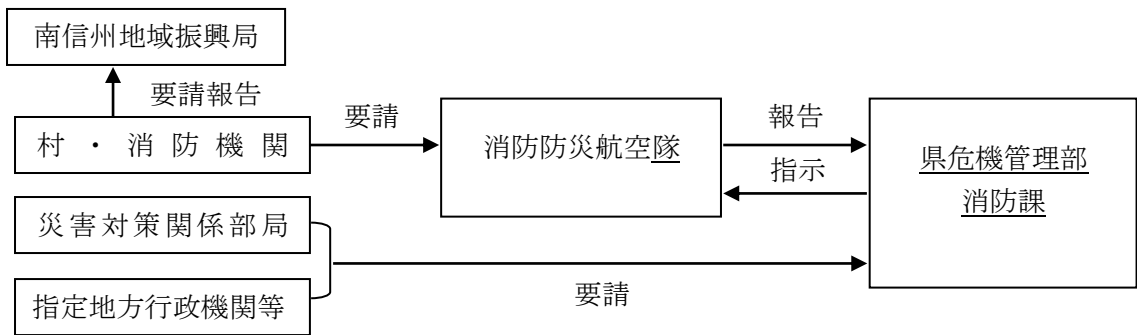 南信州地域振興局
要請報告
村・消防機関
要請
消防防災航空隊
報告
指示
県危機管理部
消防課
災害対策関係部局
指定地方行政機関等
要請